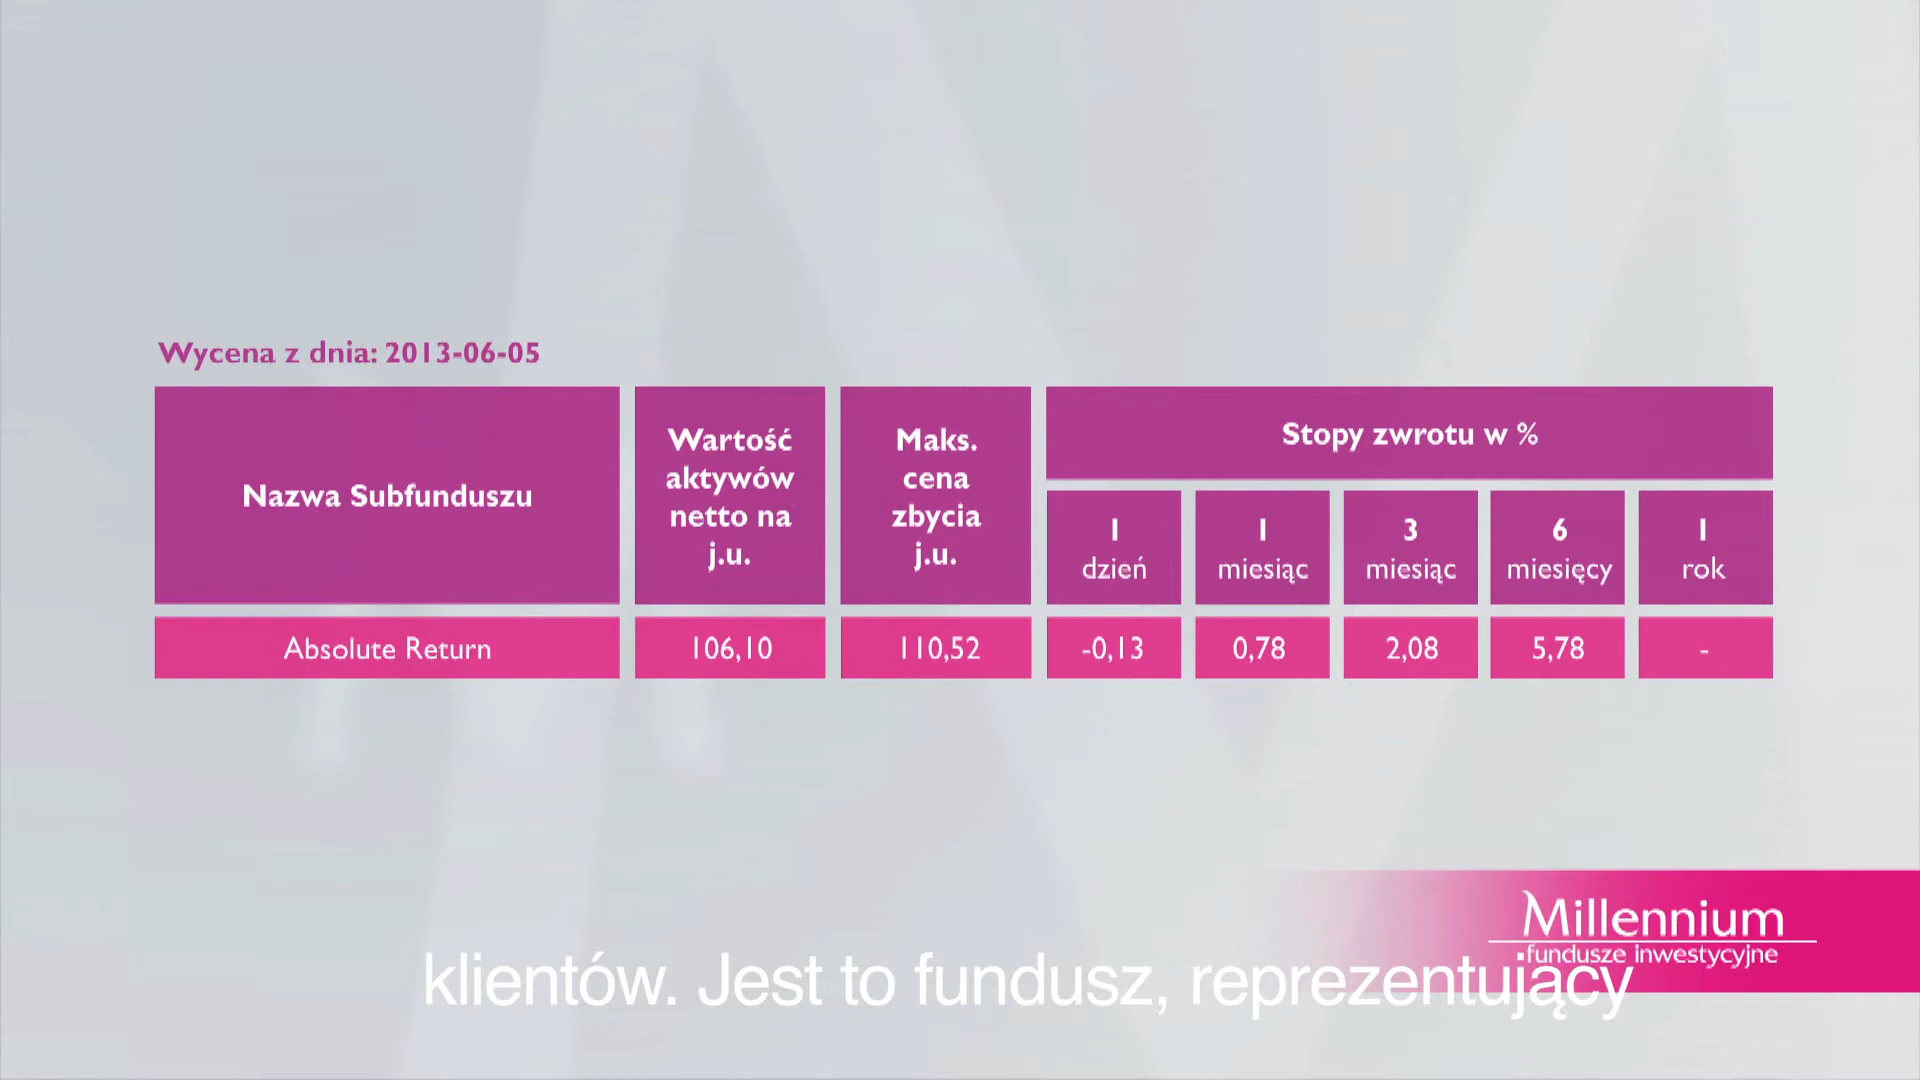 Wycena z dnia: 2013-06-05
Nazwa Subfunduszu
Wartość
aktywów
netto na
j.u.
Maks.
cena
zbycia
j.u.
Stopy zwrotu w %
1
dzień
1
miesiąc
3
miesiąc
6
miesięcy
1
rok
Absolute Return
106,10
110,52
-0,13
0,78
2,08
5,78
-
Millennium
fundusze inwestycyjne
klientów. Jest to fundusz, reprezentujący